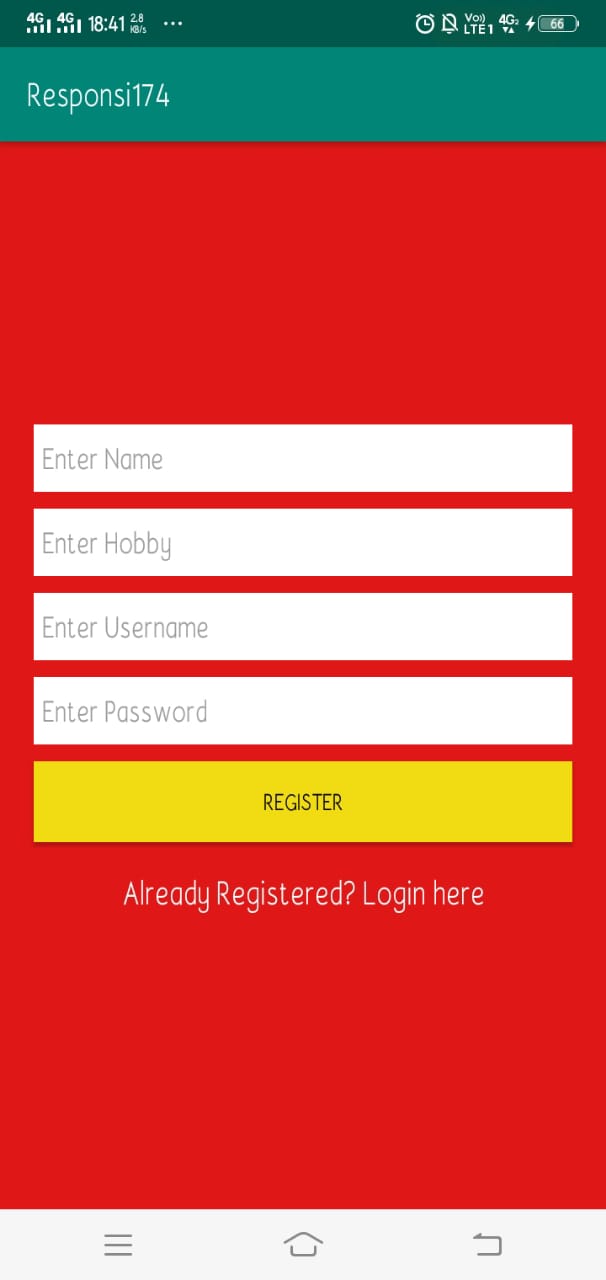 4G 4G 18:41 2.8 KB/s ... Vo)) LTE1 4G2 66
Responsi174
Enter Name
Enter Hobby
Enter Username
Enter Password
REGISTER
Already Registered? Login here